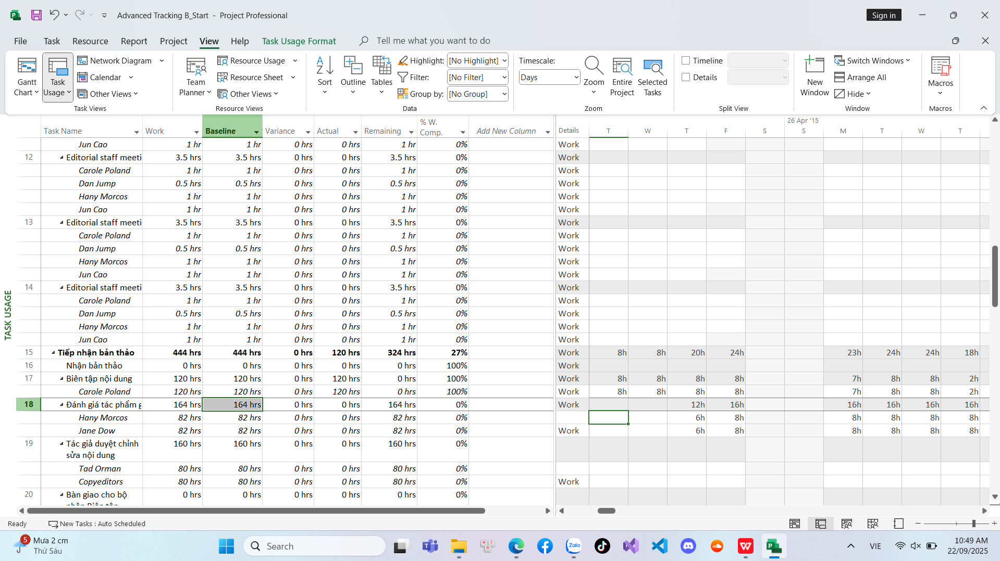 Advanced Tracking B_Start - Project Professional
Sign in
File Task Resource Report Project View Help Task Usage Format Tell me what you want to do
Gantt Chart
Task Usage
Network Diagram
Calendar
Other Views
Task Views
Team Planner
Resource Usage
Resource Sheet
Other Views
Resource Views
Sort
Outline
Tables
Highlight: [No Highlight]
Filter: [No Filter]
Group by: [No Group]
Data
Timescale:
Days
Zoom
Entire Project
Selected Tasks
Zoom
Timeline
Details
Split View
New Window
Switch Windows
Arrange All
Hide
Window
Macros
Macros
Task Name Work Baseline Variance Actual Remaining % W. Comp. Add New Column Details T W T F S 26 Apr '15 S M T W T
Jun Cao 1 hr 1 hr 0 hrs 0 hrs 1 hr 0% Work
12 Editorial staff meeti 3.5 hrs 3.5 hrs 0 hrs 0 hrs 3.5 hrs 0% Work
Carole Poland 1 hr 1 hr 0 hrs 0 hrs 1 hr 0% Work
Dan Jump 0.5 hrs 0.5 hrs 0 hrs 0 hrs 0.5 hrs 0% Work
Hany Morcos 1 hr 1 hr 0 hrs 0 hrs 1 hr 0% Work
Jun Cao 1 hr 1 hr 0 hrs 0 hrs 1 hr 0% Work
13 Editorial staff meeti 3.5 hrs 3.5 hrs 0 hrs 0 hrs 3.5 hrs 0% Work
Carole Poland 1 hr 1 hr 0 hrs 0 hrs 1 hr 0% Work
Dan Jump 0.5 hrs 0.5 hrs 0 hrs 0 hrs 0.5 hrs 0% Work
Hany Morcos 1 hr 1 hr 0 hrs 0 hrs 1 hr 0% Work
Jun Cao 1 hr 1 hr 0 hrs 0 hrs 1 hr 0% Work
14 Editorial staff meeti 3.5 hrs 3.5 hrs 0 hrs 0 hrs 3.5 hrs 0% Work
Carole Poland 1 hr 1 hr 0 hrs 0 hrs 1 hr 0% Work
Dan Jump 0.5 hrs 0.5 hrs 0 hrs 0 hrs 0.5 hrs 0% Work
Hany Morcos 1 hr 1 hr 0 hrs 0 hrs 1 hr 0% Work
Jun Cao 1 hr 1 hr 0 hrs 0 hrs 1 hr 0% Work
15 Tiếp nhận bản thảo 444 hrs 444 hrs 0 hrs 120 hrs 324 hrs 27% Work 8h 8h 20h 24h 23h 24h 24h 18h
16 Nhận bản thảo 0 hrs 0 hrs 0 hrs 0 hrs 0 hrs 100% Work
17 Biên tập nội dung 120 hrs 120 hrs 0 hrs 120 hrs 0 hrs 100% Work 8h 8h 8h 8h 7h 8h 8h 2h
Carole Poland 120 hrs 120 hrs 0 hrs 120 hrs 0 hrs 100% Work 8h 8h 8h 8h 7h 8h 8h 2h
18 Đánh giá tác phẩm g 164 hrs 164 hrs 0 hrs 0 hrs 164 hrs 0% Work 12h 16h 16h 16h 16h 16h
Hany Morcos 82 hrs 82 hrs 0 hrs 0 hrs 82 hrs 0% 6h 8h 8h 8h 8h 8h
Jane Dow 82 hrs 82 hrs 0 hrs 0 hrs 82 hrs 0% Work 6h 8h 8h 8h 8h 8h
19 Tác giả duyệt chỉnh 160 hrs 160 hrs 0 hrs 0 hrs 160 hrs 0%
sửa nội dung
Tad Orman 80 hrs 80 hrs 0 hrs 0 hrs 80 hrs 0%
Copyeditors 80 hrs 80 hrs 0 hrs 0 hrs 80 hrs 0% Work
20 Bàn giao cho bộ 0 hrs 0 hrs 0 hrs 0 hrs 0 hrs 0%
phận Biên tập
TASK USAGE
Ready New Tasks : Auto Scheduled
5 Mưa 2 cm
Thứ Sáu
Search
Zalo
VIE
10:49 AM
22/09/2025